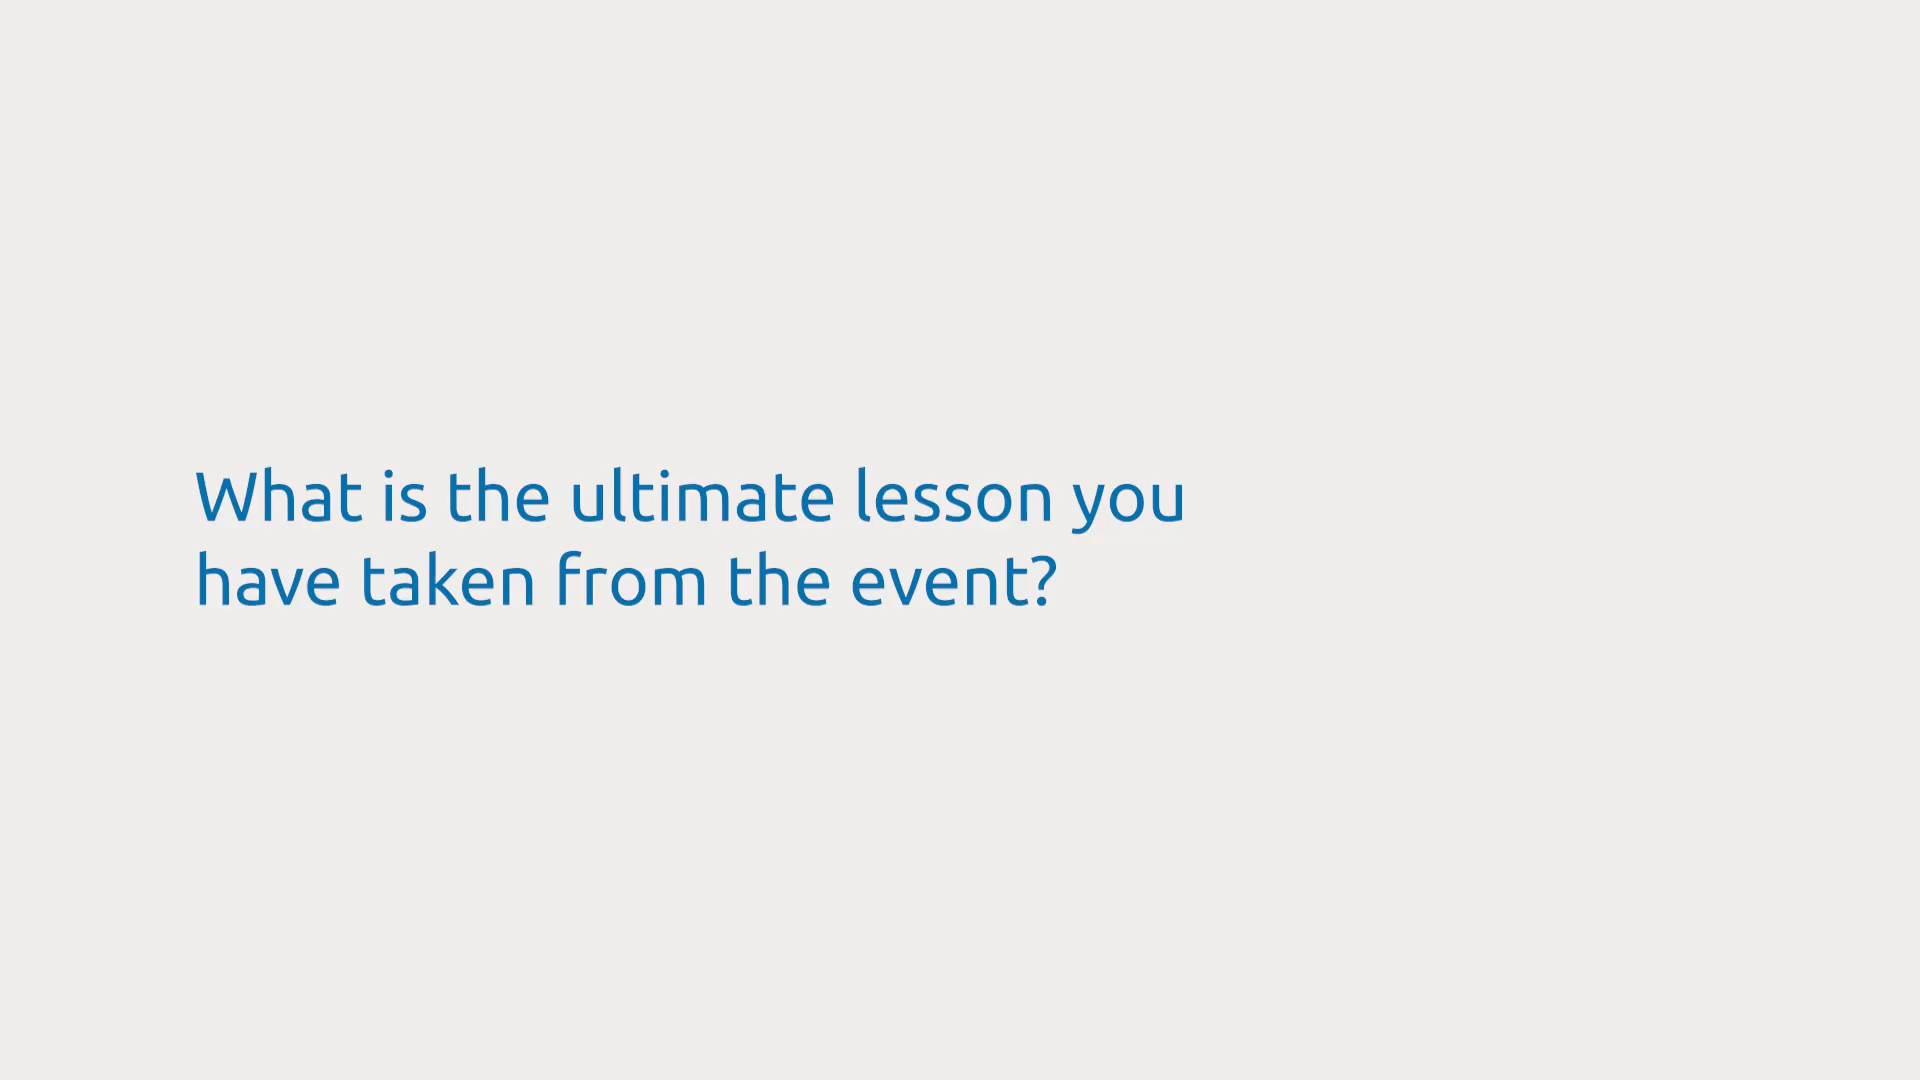 What is the ultimate lesson you
have taken from the event?